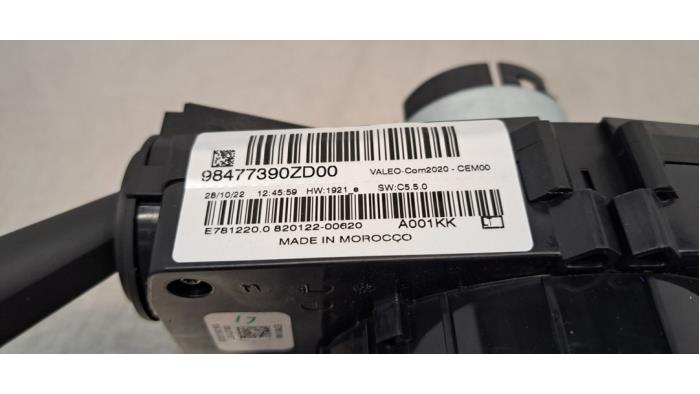 98477390ZD00
VALEO-Com2020 - CEM00
28/10/22 12:45:59 HW:1921_e SW:C5.5.0
E781220.0 820122-00620 A001KK
MADE IN MOROCCO